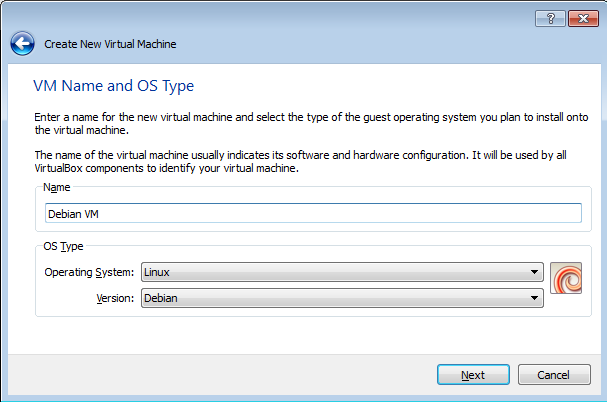 ?
Create New Virtual Machine
VM Name and OS Type
Enter a name for the new virtual machine and select the type of the guest operating system you plan to install onto
the virtual machine.
The name of the virtual machine usually indicates its software and hardware configuration. It will be used by all
VirtualBox components to identify your virtual machine.
Name
Debian VM
OS Type
Operating System: Linux
Version: Debian
Next Cancel